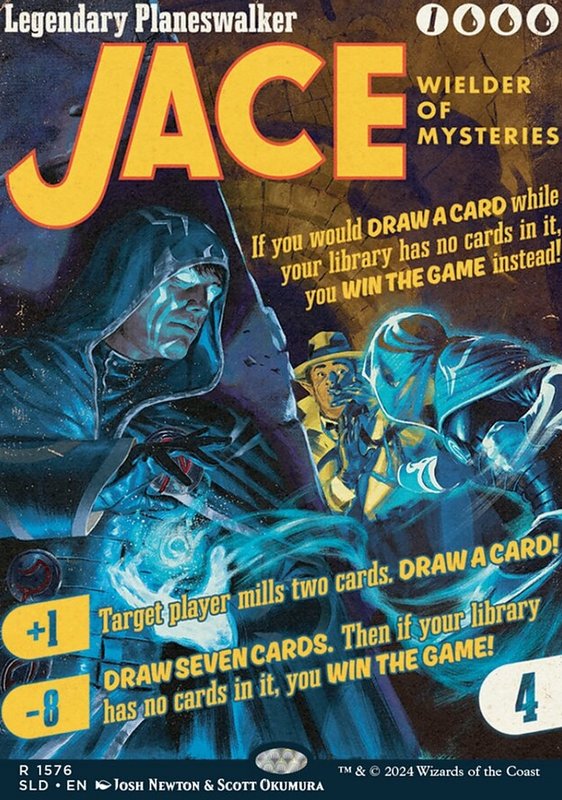 Legendary Planeswalker
1
JACE
WIELDER
OF
MYSTERIES
If you would DRAW A CARD while
your library has no cards in it,
you WIN THE GAME instead!
+1
Target player mills two cards. DRAW A CARD!
-8
DRAW SEVEN CARDS. Then if your library
has no cards in it, you WIN THE GAME!
4
R 1576
SLD • EN JOSH NEWTON & SCOTT OKUMURA
™ & © 2024 Wizards of the Coast